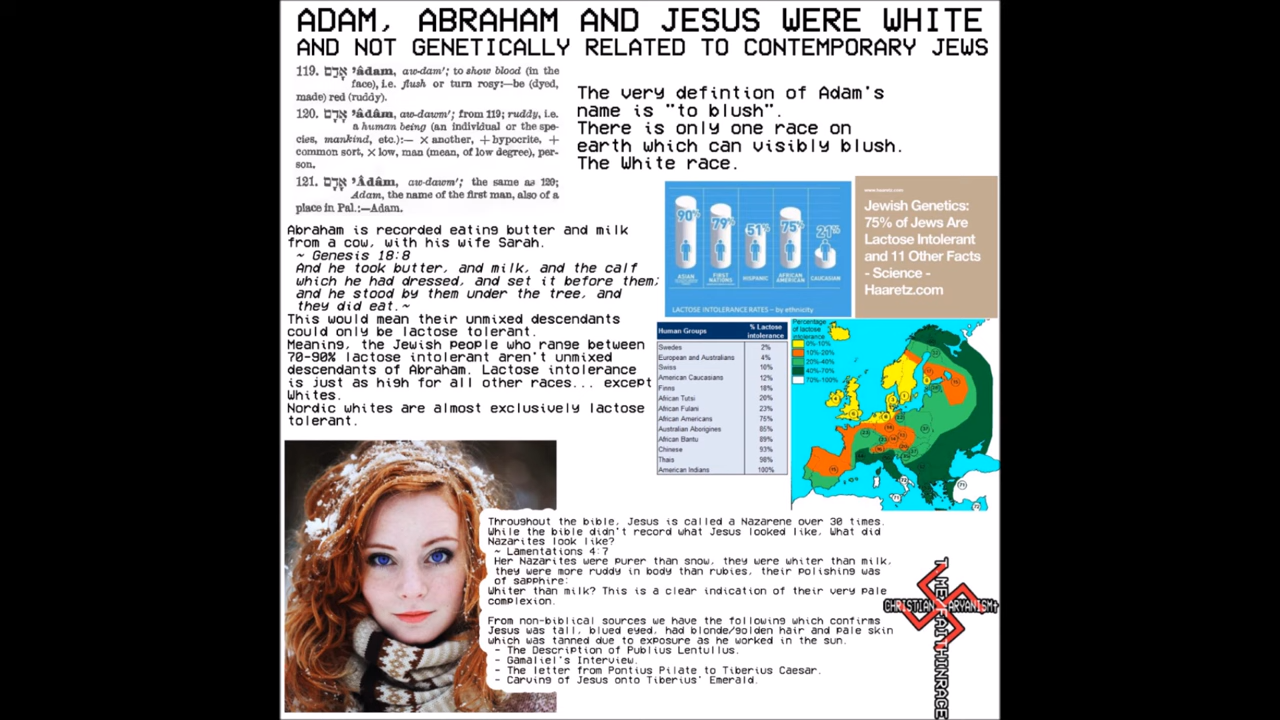 ADAM, ABRAHAM AND JESUS WERE WHITE
AND NOT GENETICALLY RELATED TO CONTEMPORARY JEWS
119. אָדַם ’âdam, aw-dam'; to show blood (in the
face), i.e. flush or turn rosy:—be (dyed,
made) red (ruddy).
120. אָדָם ’âdâm, aw-dawm'; from 119; ruddy, i.e.
a human being (an individual or the spe-
cies, mankind, etc.):— × another, + hypocrite, +
common sort, × low, man (mean, of low degree), per-
son.
121. אָדָם ’Âdâm, aw-dawm'; the same as 120;
Adam, the name of the first man, also of a
place in Pal.:—Adam.
The very defintion of Adam's
name is "to blush".
There is only one race on
earth which can visibly blush.
The White race.
Abraham is recorded eating butter and milk
from a cow, with his wife Sarah.
~ Genesis 18:8
And he took butter, and milk, and the calf
which he had dressed, and set it before them;
and he stood by them under the tree, and
they did eat.~
This would mean their unmixed descendants
could only be lactose tolerant.
Meaning, the Jewish people who range between
70-90% lactose intolerant aren't unmixed
descendants of Abraham. Lactose intolerance
is just as high for all other races... except
Whites.
Nordic whites are almost exclusively lactose
tolerant.
90% 79% 51% 75% 21%
ASIAN FIRST NATIONS HISPANIC AFRICAN AMERICAN CAUCASIAN
LACTOSE INTOLERANCE RATES – by ethnicity
www.haaretz.com
Jewish Genetics:
75% of Jews Are
Lactose Intolerant
and 11 Other Facts
- Science -
Haaretz.com
Human Groups % Lactose intolerance
Swedes 2%
European and Australians 4%
Swiss 10%
American Caucasians 12%
Finns 18%
African Tutsi 20%
African Fulani 23%
African Americans 75%
Australian Aborigines 85%
African Bantu 89%
Chinese 93%
Thais 98%
American Indians 100%
Percentage
of lactose
intolerance
0%-10%
10%-20%
20%-40%
40%-70%
70%-100%
Throughout the bible, Jesus is called a Nazarene over 30 times.
While the bible didn't record what Jesus looked like, What did
Nazarites look like?
~ Lamentations 4:7
Her Nazarites were purer than snow, they were whiter than milk,
they were more ruddy in body than rubies, their polishing was
of sapphire:
Whiter than milk? This is a clear indication of their very pale
complexion.
From non-biblical sources we have the following which confirms
Jesus was tall, blued eyed, had blonde/golden hair and pale skin
which was tanned due to exposure as he worked in the sun.
- The Description of Publius Lentullus.
- Gamaliel's Interview.
- The letter from Pontius Pilate to Tiberius Caesar.
- Carving of Jesus onto Tiberius' Emerald.
CHRISTIAN ARYANISM